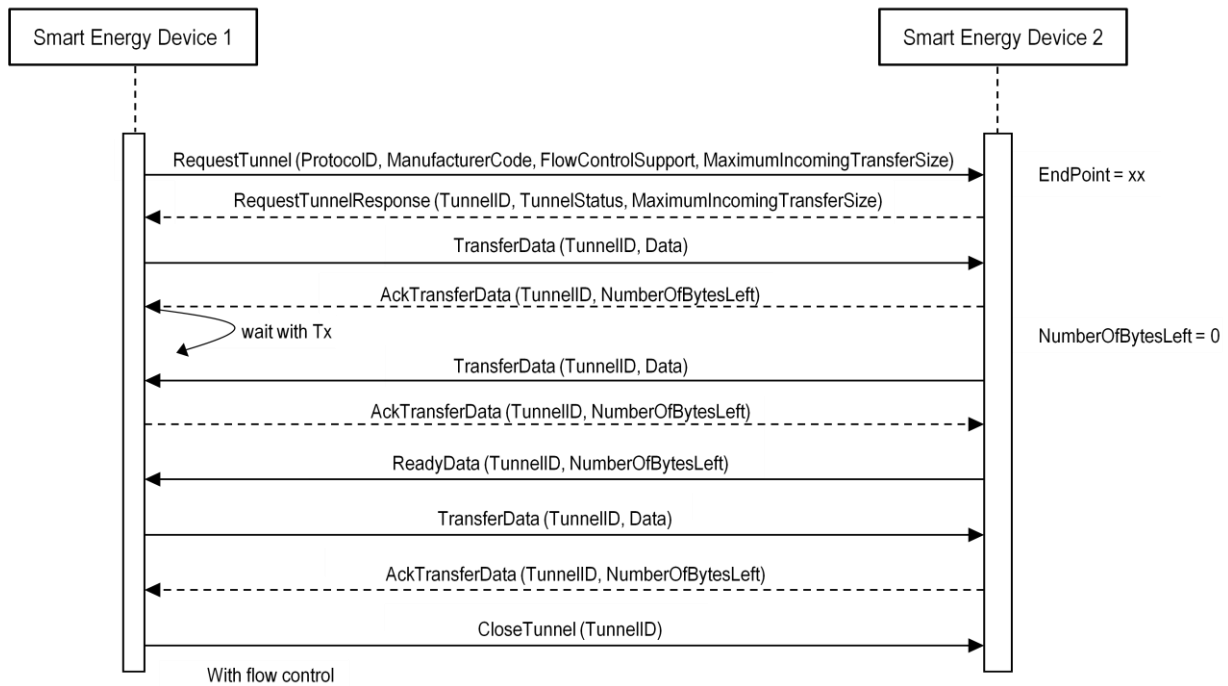 Smart Energy Device 1
Smart Energy Device 2
RequestTunnel (ProtocolD, ManufacturerCode, FlowControlSupport, MaximumIncomingTransferSize)
EndPoint = xx
RequestTunnelResponse (TunnelID, TunnelStatus, MaximumIncomingTransferSize)
TransferData (TunnelID, Data)
AckTransferData (TunnelID, NumberOfBytesLeft)
wait with Tx
NumberOfBytesLeft = 0
TransferData (TunnelID, Data)
AckTransferData (TunnelID, NumberOfBytesLeft)
ReadyData (TunnelID, NumberOfBytesLeft)
TransferData (TunnelID, Data)
AckTransferData (TunnelID, NumberOfBytesLeft)
CloseTunnel (TunnelID)
With flow control